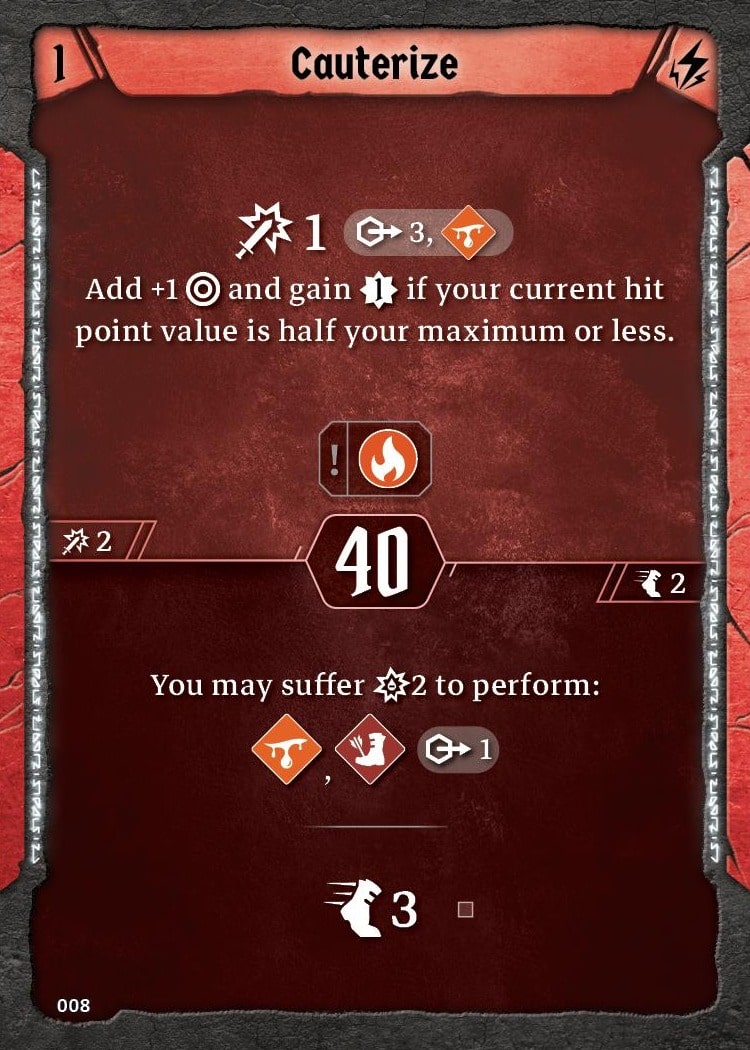 1
Cauterize
1 3,
Add +1 and gain 1 if your current hit
point value is half your maximum or less.
!
2
40
2
You may suffer 2 to perform:
, 1
3
008